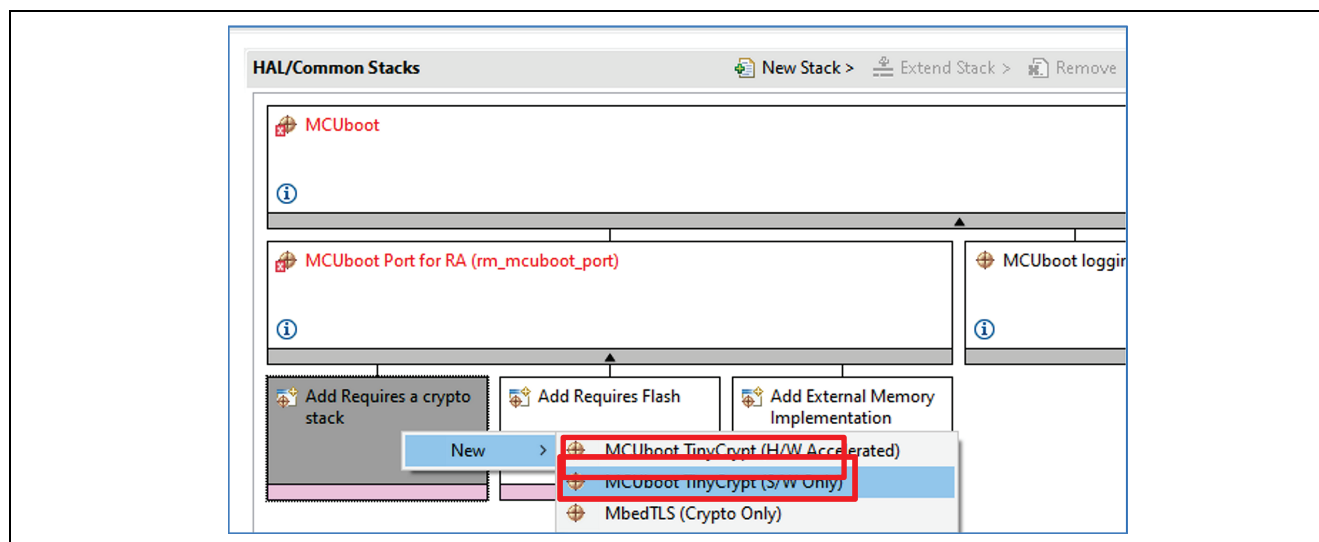 HAL/Common Stacks
New Stack >
Extend Stack >
Remove
MCUboot
MCUboot Port for RA (rm_mcuboot_port)
MCUboot loggin
Add Requires a crypto
stack
Add Requires Flash
Add External Memory
Implementation
New >
MCUboot TinyCrypt (H/W Accelerated)
MCUboot TinyCrypt (S/W Only)
MbedTLS (Crypto Only)